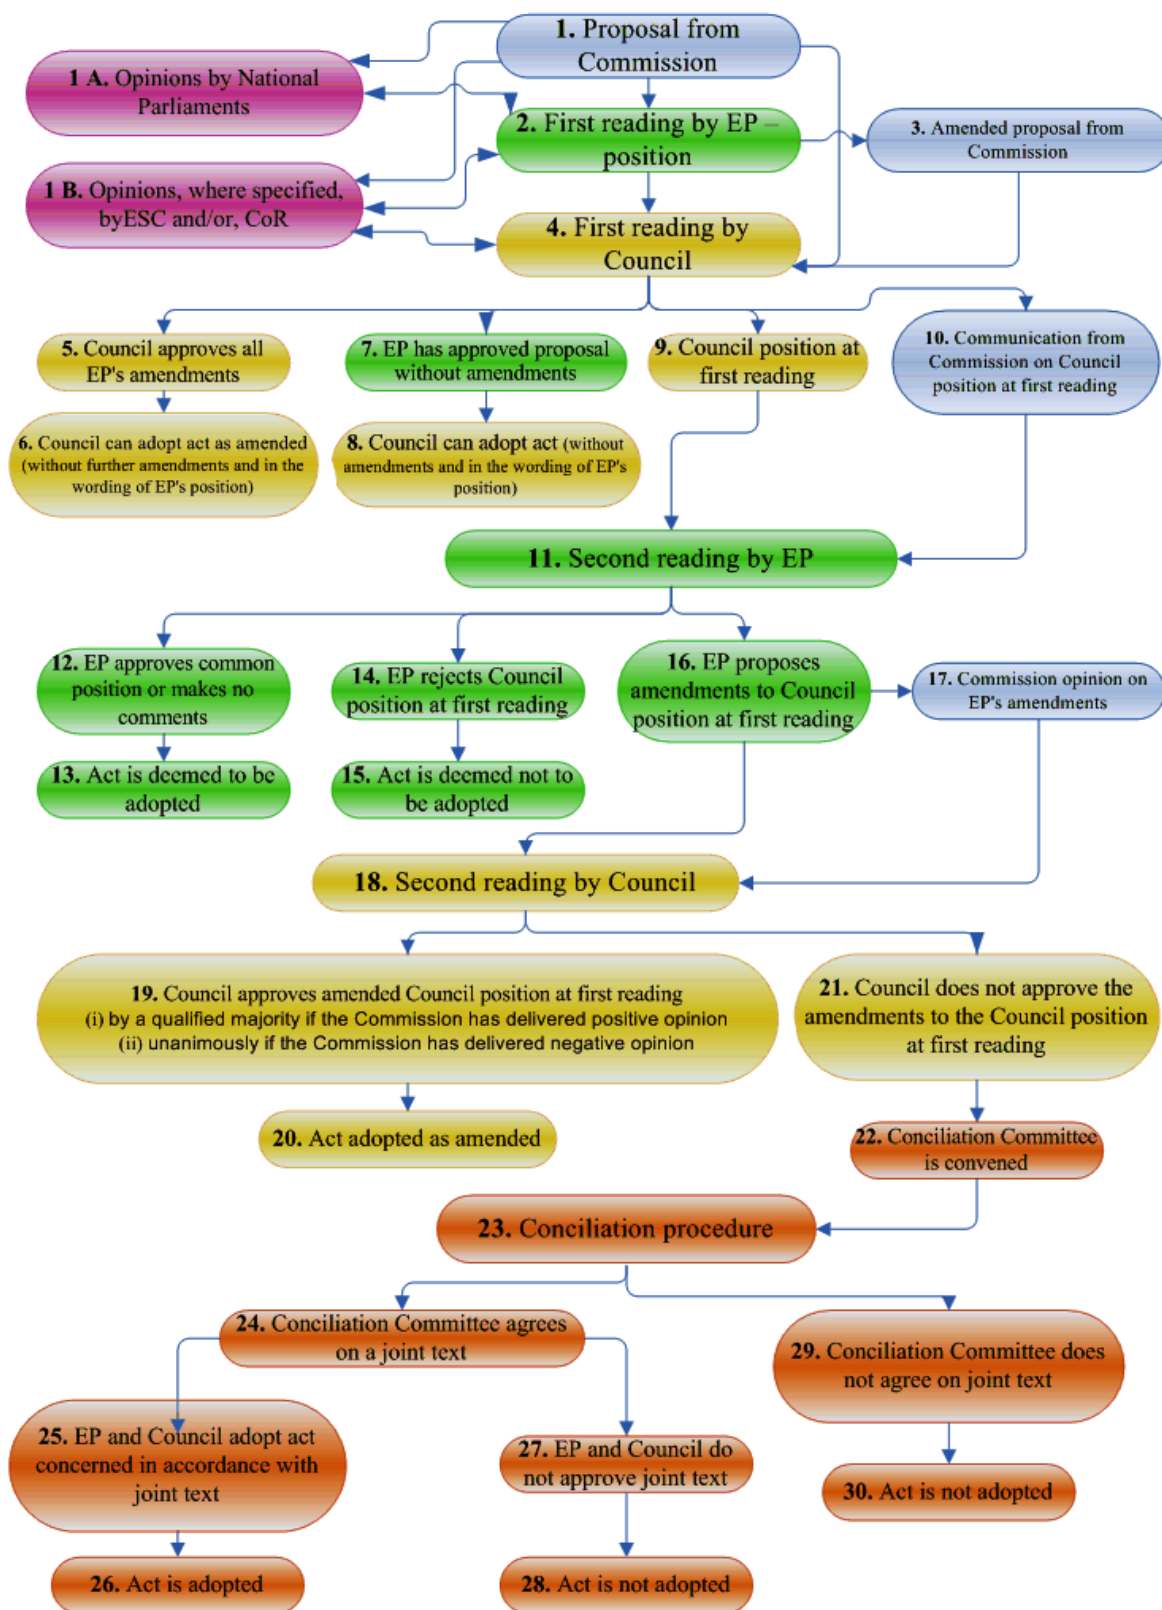 1. Proposal from
Commission
1 A. Opinions by National
Parliaments
2. First reading by EP –
position
3. Amended proposal from
Commission
1 B. Opinions, where specified,
byESC and/or, CoR
4. First reading by
Council
5. Council approves all
EP's amendments
7. EP has approved proposal
without amendments
9. Council position at
first reading
10. Communication from
Commission on Council
position at first reading
6. Council can adopt act as amended
(without further amendments and in the
wording of EP's position)
8. Council can adopt act (without
amendments and in the wording of EP's
position)
11. Second reading by EP
12. EP approves common
position or makes no
comments
14. EP rejects Council
position at first reading
16. EP proposes
amendments to Council
position at first reading
17. Commission opinion on
EP's amendments
13. Act is deemed to be
adopted
15. Act is deemed not to
be adopted
18. Second reading by Council
19. Council approves amended Council position at first reading
(i) by a qualified majority if the Commission has delivered positive opinion
(ii) unanimously if the Commission has delivered negative opinion
21. Council does not approve the
amendments to the Council position
at first reading
20. Act adopted as amended
22. Conciliation Committee
is convened
23. Conciliation procedure
24. Conciliation Committee agrees
on a joint text
29. Conciliation Committee does
not agree on joint text
25. EP and Council adopt act
concerned in accordance with
joint text
27. EP and Council do
not approve joint text
30. Act is not adopted
26. Act is adopted
28. Act is not adopted